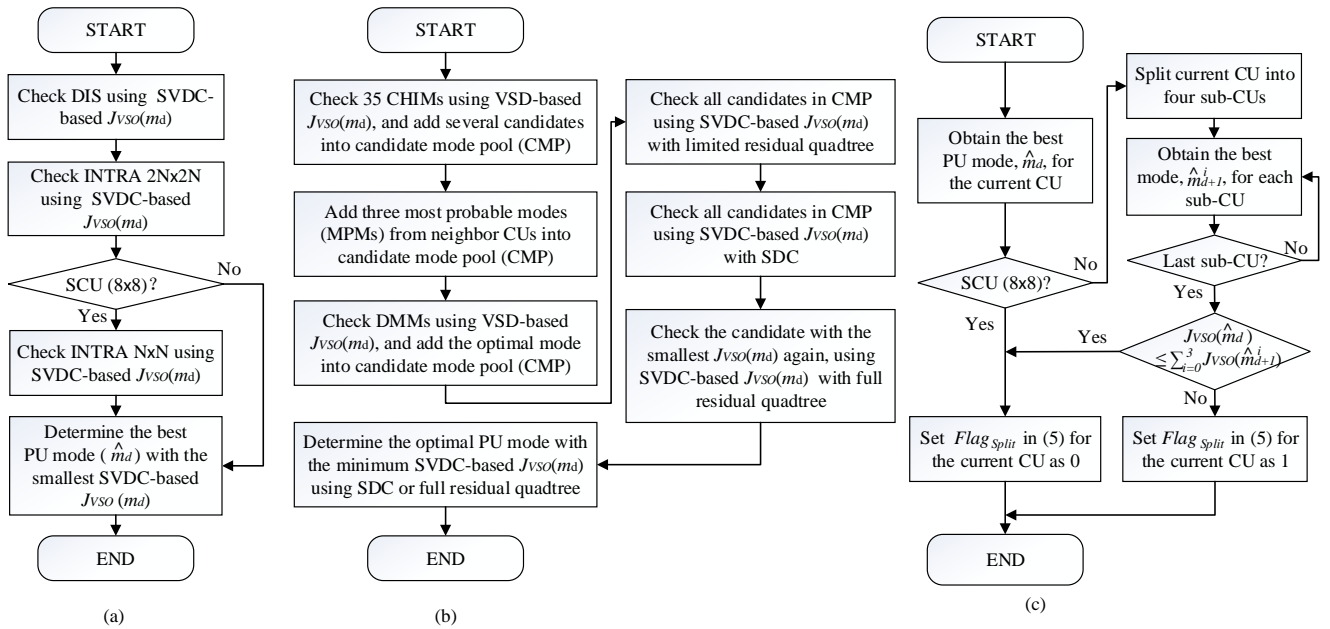 START
Check DIS using SVDC-
based JVSO(md)
Check INTRA 2Nx2N
using SVDC-based
JVSO(md)
SCU (8x8)?
No
Yes
Check INTRA NxN using
SVDC-based JVSO(md)
Determine the best
PU mode ( m̂d ) with the
smallest SVDC-based
JVSO (md)
END
(a)
START
Check 35 CHIMs using VSD-based
JVSO(md), and add several candidates
into candidate mode pool (CMP)
Add three most probable modes
(MPMs) from neighbor CUs into
candidate mode pool (CMP)
Check DMMs using VSD-based
JVSO(md), and add the optimal mode
into candidate mode pool (CMP)
Check all candidates in CMP
using SVDC-based JVSO(md)
with limited residual quadtree
Check all candidates in CMP
using SVDC-based JVSO(md)
with SDC
Check the candidate with the
smallest JVSO(md) again, using
SVDC-based JVSO(md) with full
residual quadtree
Determine the optimal PU mode with
the minimum SVDC-based JVSO(md)
using SDC or full residual quadtree
END
(b)
START
Obtain the best
PU mode, m̂d, for
the current CU
SCU (8x8)?
No
Yes
Split current CU into
four sub-CUs
Obtain the best
mode, m̂d+1^i, for each
sub-CU
Last sub-CU?
No
Yes
JVSO(m̂d)
≤ ∑i=0^3 JVSO(m̂d+1^i)
Yes
No
Set FlagSplit in (5) for
the current CU as 0
Set FlagSplit in (5) for
the current CU as 1
END
(c)